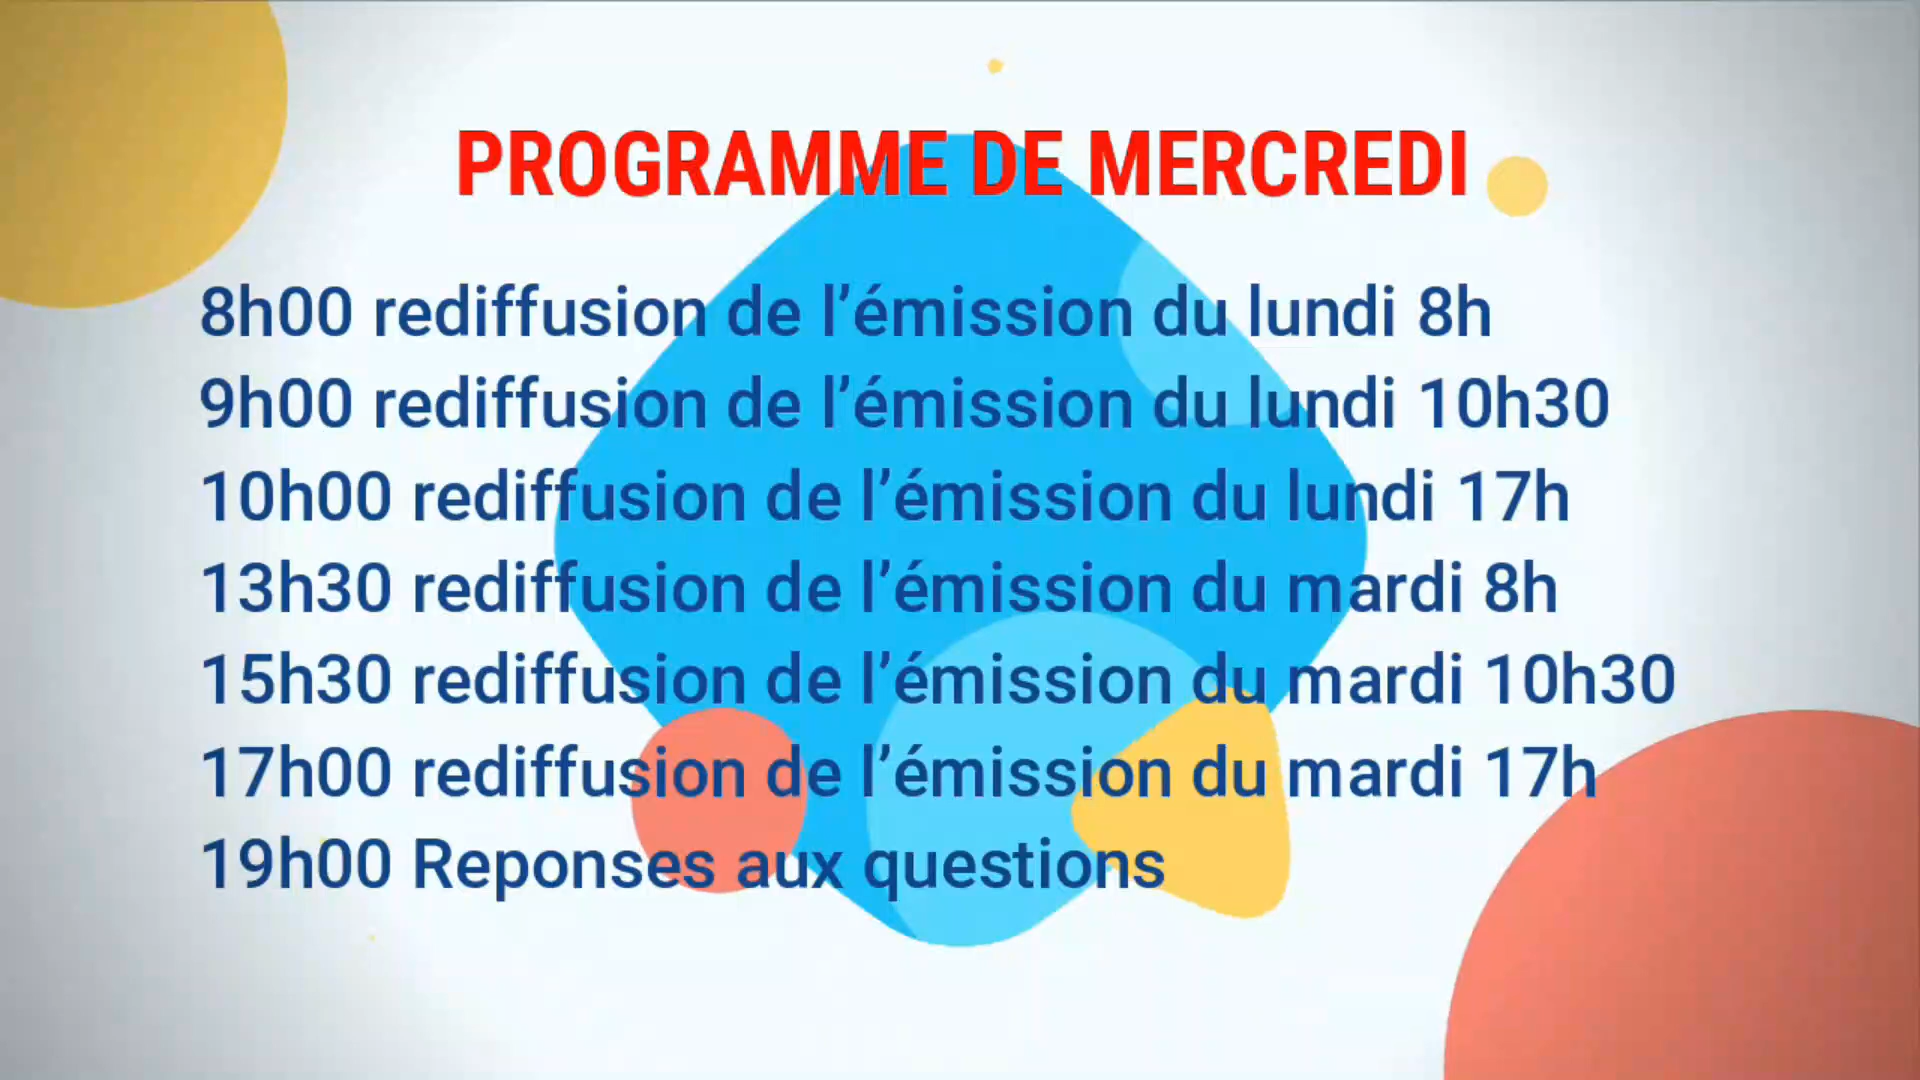 PROGRAMME DE MERCREDI
8h00 rediffusion de l’émission du lundi 8h
9h00 rediffusion de l’émission du lundi 10h30
10h00 rediffusion de l’émission du lundi 17h
13h30 rediffusion de l’émission du mardi 8h
15h30 rediffusion de l’émission du mardi 10h30
17h00 rediffusion de l’émission du mardi 17h
19h00 Reponses aux questions